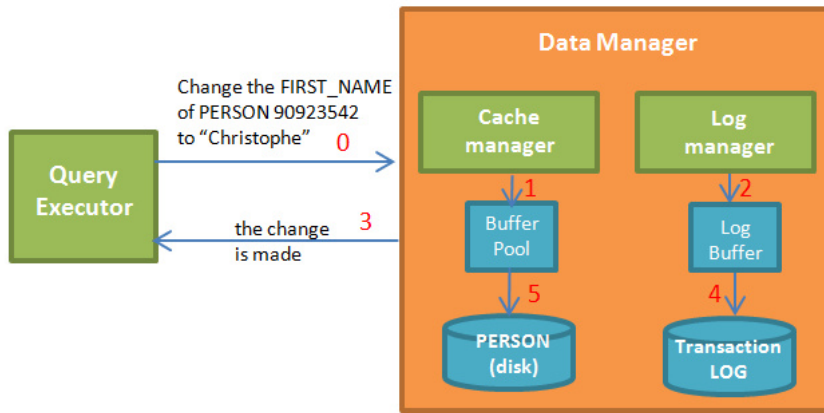 Data Manager
Change the FIRST_NAME
of PERSON 90923542
to “Christophe” 0
Query
Executor
3
the change
is made
Cache
manager
1
Buffer
Pool
5
PERSON
(disk)
Log
manager
2
Log
Buffer
4
Transaction
LOG